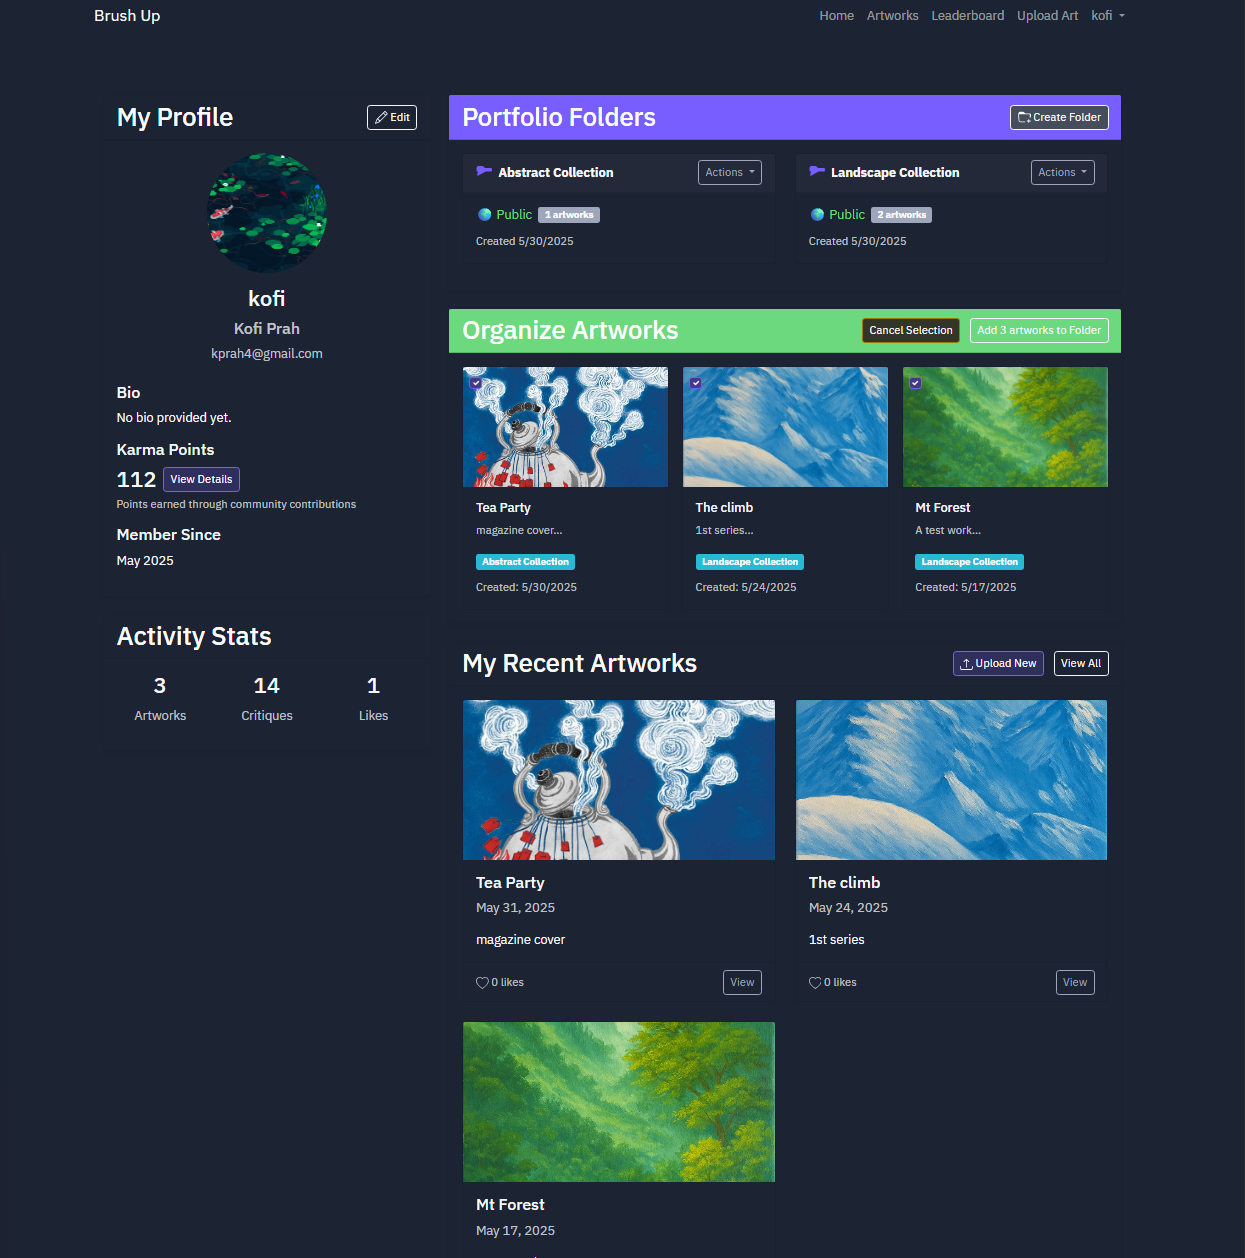 Brush Up
Home Artworks Leaderboard Upload Art kofi
My Profile
Edit
kofi
Kofi Prah
kprah4@gmail.com
Bio
No bio provided yet.
Karma Points
112 View Details
Points earned through community contributions
Member Since
May 2025
Activity Stats
3 14 1
Artworks Critiques Likes
Portfolio Folders
Create Folder
Abstract Collection Actions
Public 1 artworks
Created 5/30/2025
Landscape Collection Actions
Public 2 artworks
Created 5/30/2025
Organize Artworks
Cancel Selection Add 3 artworks to Folder
Tea Party
magazine cover...
Abstract Collection
Created: 5/30/2025
The climb
1st series...
Landscape Collection
Created: 5/24/2025
Mt Forest
A test work...
Landscape Collection
Created: 5/17/2025
My Recent Artworks
Upload New View All
Tea Party
May 31, 2025
magazine cover
0 likes View
The climb
May 24, 2025
1st series
0 likes View
Mt Forest
May 17, 2025